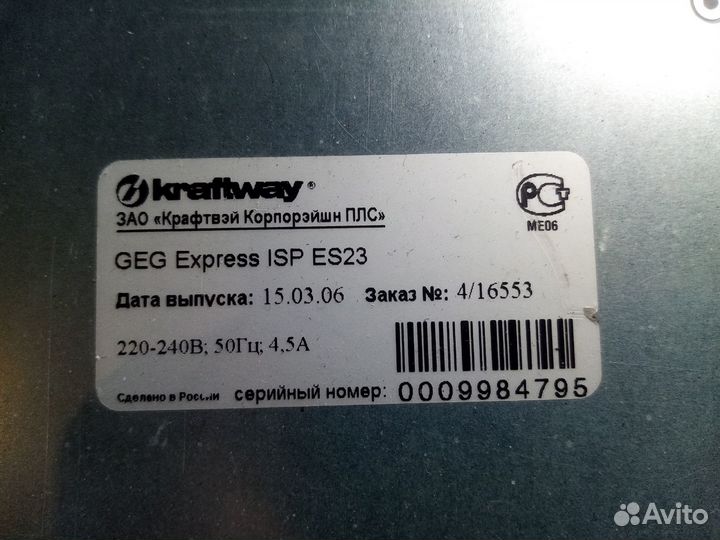 kraftway®
ЗАО «Крафтвэй Корпорэйшн ПЛС»
РСТ
ME06
GEG Express ISP ES23
Дата выпуска: 15.03.06 Заказ №: 4/16553
220-240В; 50Гц; 4,5А
Сделано в России
серийный номер: 0009984795
Avito